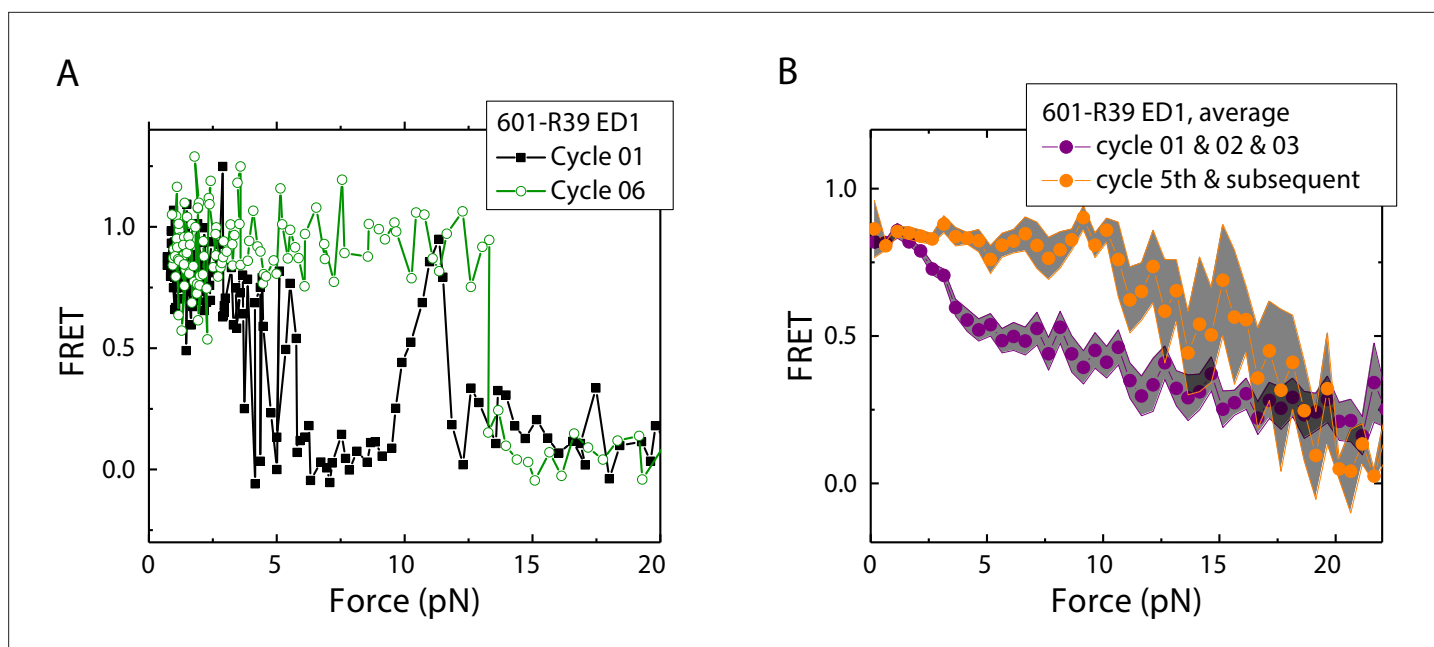 A
601-R39 ED1
Cycle 01
Cycle 06
FRET
1.0
0.5
0.0
0
5
10
15
20
Force (pN)
B
601-R39 ED1, average
cycle 01 & 02 & 03
cycle 5th & subsequent
FRET
1.0
0.5
0.0
0
5
10
15
20
Force (pN)